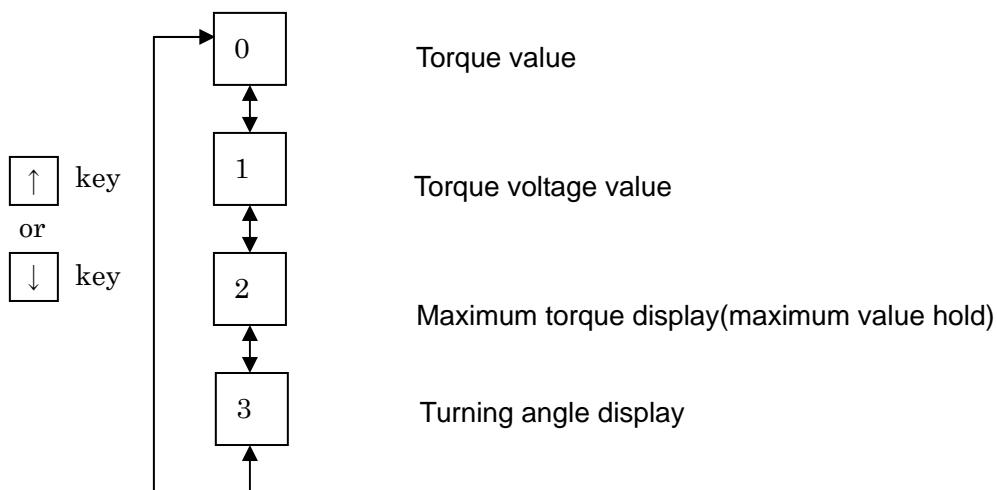 0 Torque value
1 Torque voltage value
↑ key
or
↓ key
2 Maximum torque display(maximum value hold)
3 Turning angle display